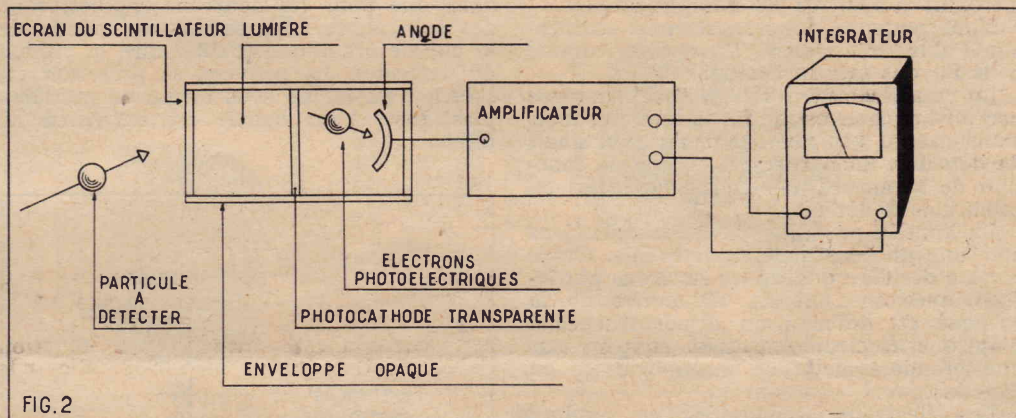 ECRAN DU SCINTILLATEUR LUMIERE
ANODE
INTEGRATEUR
AMPLIFICATEUR
PARTICULE
A
DETECTER
ELECTRONS
PHOTOELECTRIQUES
PHOTOCATHODE TRANSPARENTE
ENVELOPPE OPAQUE
FIG.2